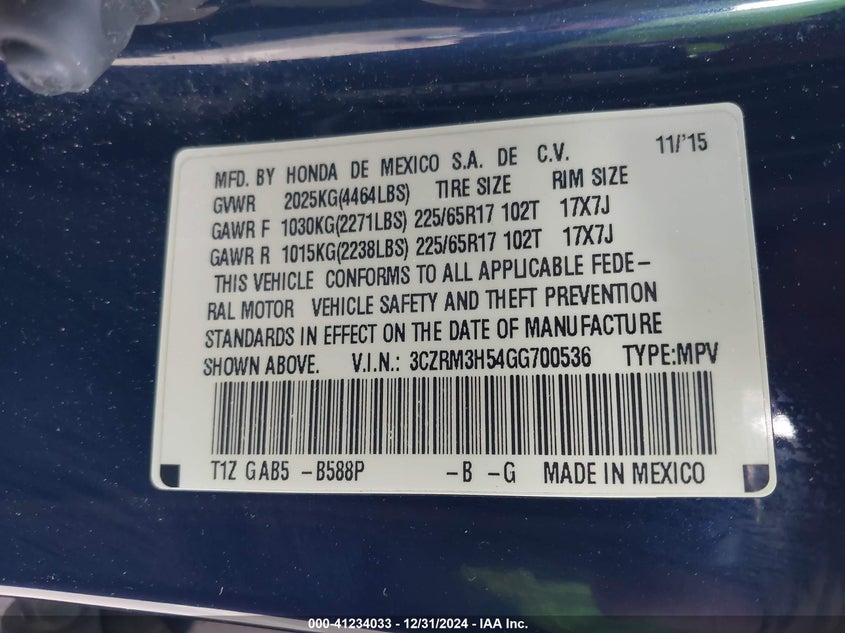 MFD. BY HONDA DE MEXICO S.A. DE C.V. 11/'15
GVWR 2025KG(4464LBS) TIRE SIZE RIM SIZE
GAWR F 1030KG(2271LBS) 225/65R17 102T 17X7J
GAWR R 1015KG(2238LBS) 225/65R17 102T 17X7J
THIS VEHICLE CONFORMS TO ALL APPLICABLE FEDE-
RAL MOTOR VEHICLE SAFETY AND THEFT PREVENTION
STANDARDS IN EFFECT ON THE DATE OF MANUFACTURE
SHOWN ABOVE. V.I.N.: 3CZRM3H54GG700536 TYPE:MPV
T1Z GAB5 -B588P -B -G MADE IN MEXICO
000-41234033 - 12/31/2024 - IAA Inc.